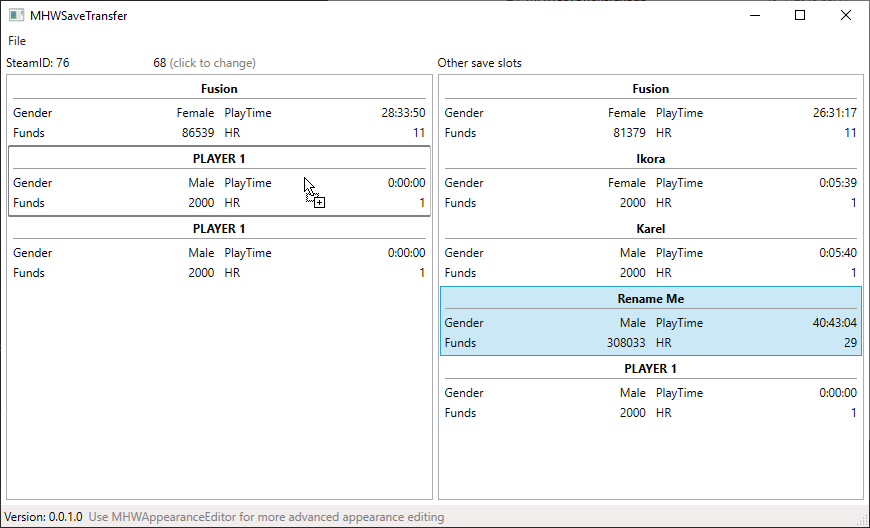 MHWSaveTransfer
File
SteamID: 76 68 (click to change)
Fusion
Gender Female PlayTime 28:33:50
Funds 86539 HR 11
PLAYER 1
Gender Male PlayTime 0:00:00
Funds 2000 HR 1
PLAYER 1
Gender Male PlayTime 0:00:00
Funds 2000 HR 1
Other save slots
Fusion
Gender Female PlayTime 26:31:17
Funds 81379 HR 11
Ikora
Gender Female PlayTime 0:05:39
Funds 2000 HR 1
Karel
Gender Male PlayTime 0:05:40
Funds 2000 HR 1
Rename Me
Gender Male PlayTime 40:43:04
Funds 308033 HR 29
PLAYER 1
Gender Male PlayTime 0:00:00
Funds 2000 HR 1
Version: 0.0.1.0 Use MHWAppearanceEditor for more advanced appearance editing